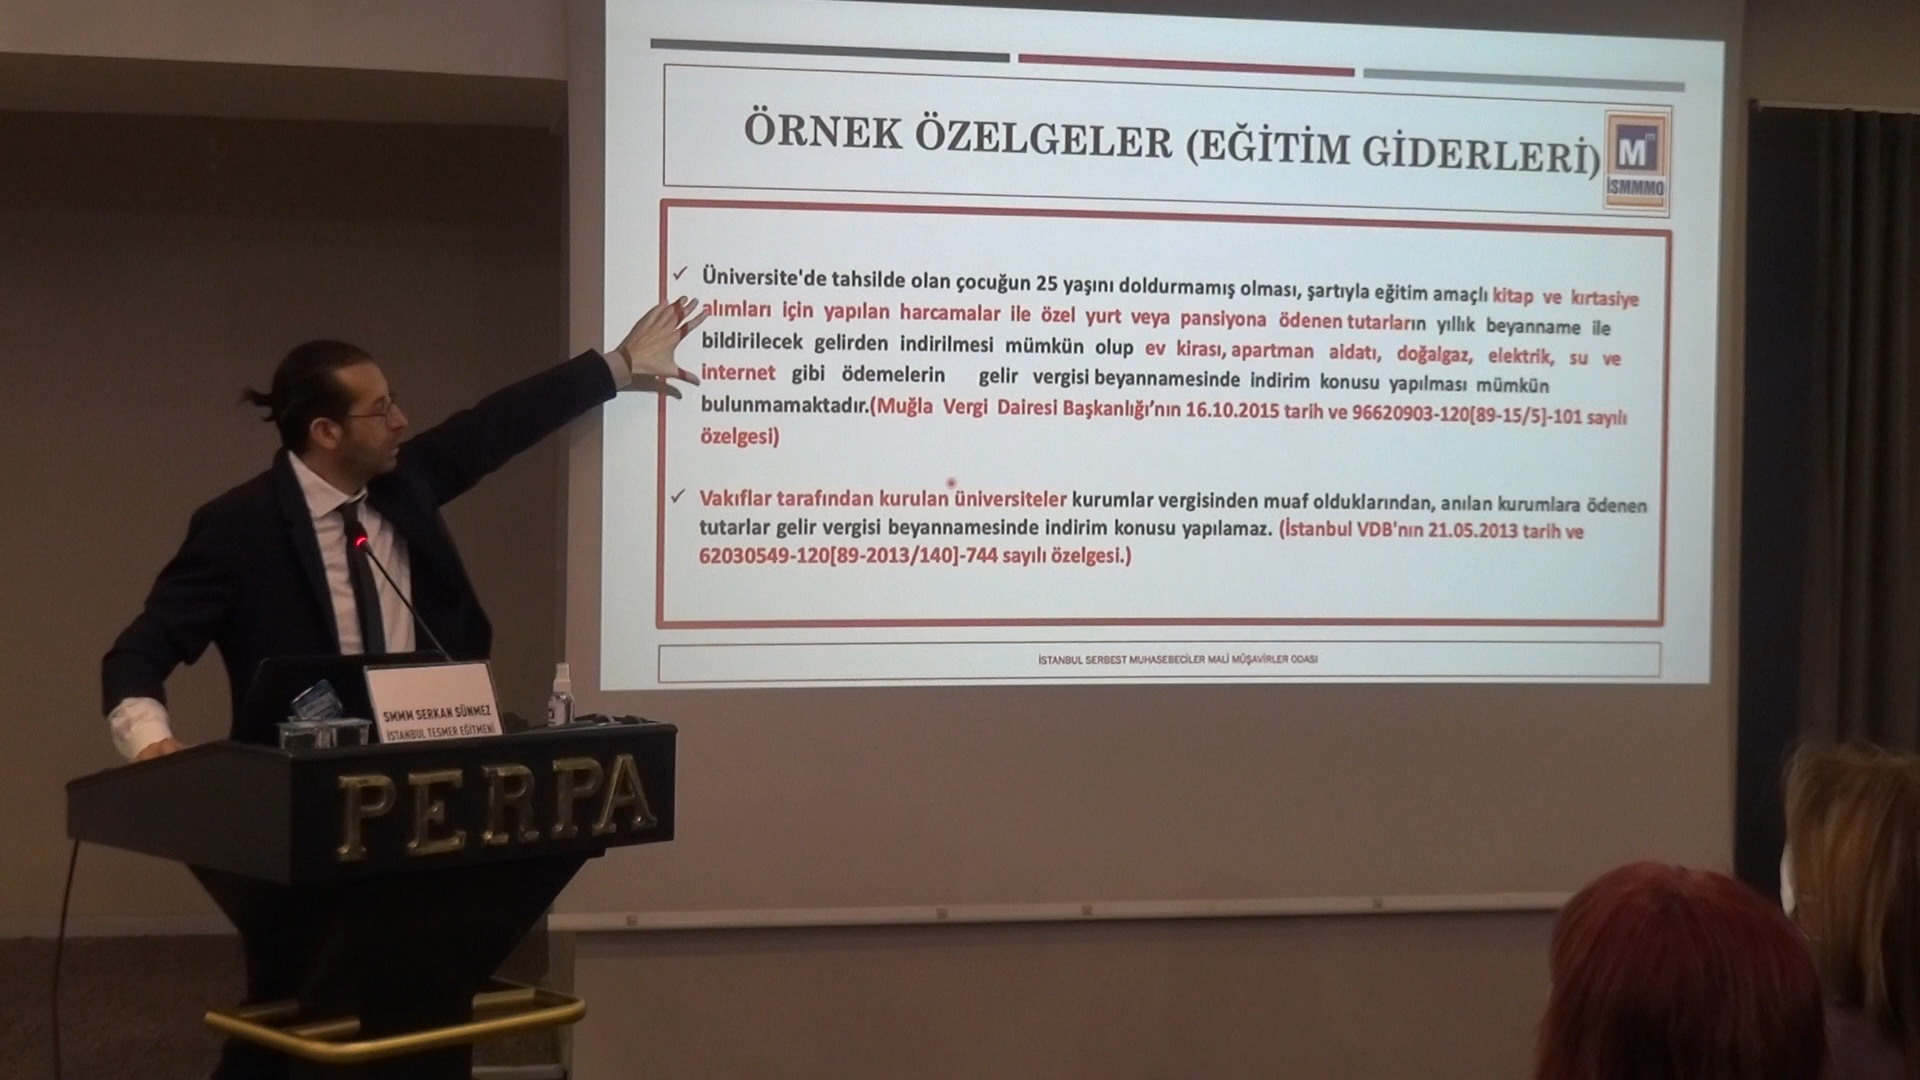 ÖRNEK ÖZELGELER (EĞİTİM GİDERLERİ)
M m
İSMMMO
✓ Üniversite'de tahsilde olan çocuğun 25 yaşını doldurmamış olması, şartıyla eğitim amaçlı kitap ve kırtasiye
alımları için yapılan harcamalar ile özel yurt veya pansiyona ödenen tutarların yıllık beyanname ile
bildirilecek gelirden indirilmesi mümkün olup ev kirası, apartman aidatı, doğalgaz, elektrik, su ve
internet gibi ödemelerin gelir vergisi beyannamesinde indirim konusu yapılması mümkün
bulunmamaktadır.(Muğla Vergi Dairesi Başkanlığı'nın 16.10.2015 tarih ve 96620903-120[89-15/5]-101 sayılı
özelgesi)
✓ Vakıflar tarafından kurulan üniversiteler kurumlar vergisinden muaf olduklarından, anılan kurumlara ödenen
tutarlar gelir vergisi beyannamesinde indirim konusu yapılamaz. (İstanbul VDB'nın 21.05.2013 tarih ve
62030549-120[89-2013/140]-744 sayılı özelgesi.)
İSTANBUL SERBEST MUHASEBECİLER MALİ MÜŞAVİRLER ODASI
SMMM SERKAN SÜNMEZ
İSTANBUL TESMER EĞİTMENİ
PERPA